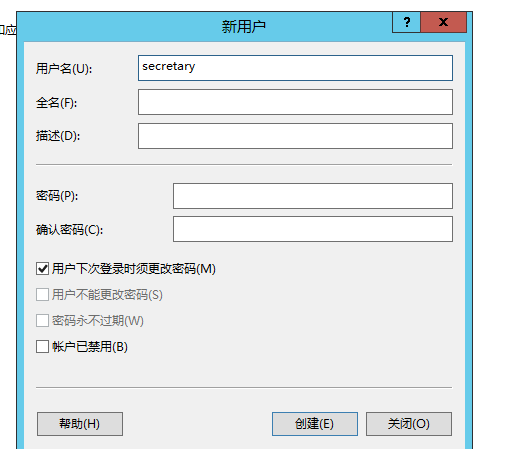 新用户
? x
用户名(U): secretary
全名(F):
描述(D):
密码(P):
确认密码(C):
用户下次登录时须更改密码(M)
用户不能更改密码(S)
密码永不过期(W)
帐户已禁用(B)
帮助(H) 创建(E) 关闭(O)